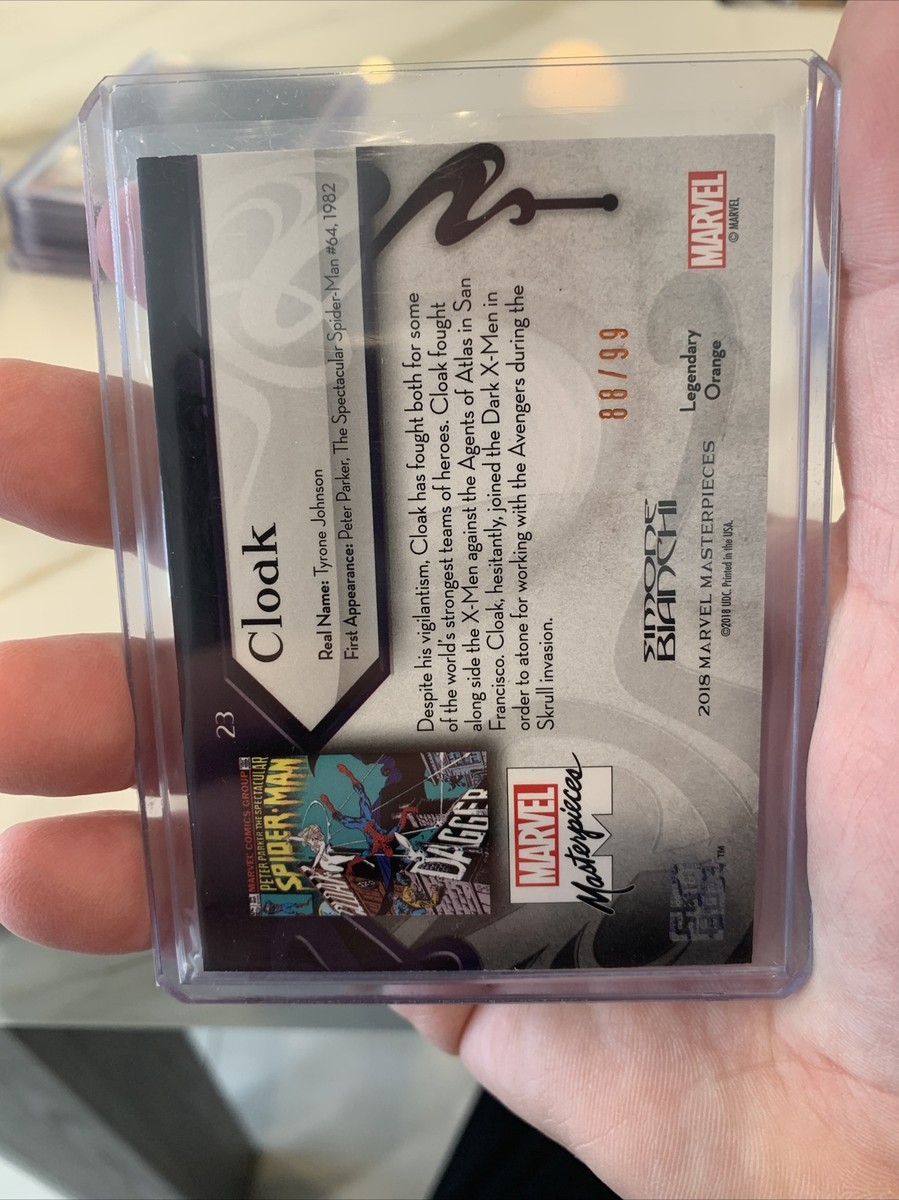 23
Cloak
Real Name: Tyrone Johnson
First Appearance: Peter Parker, The Spectacular Spider-Man #64, 1982
MARVEL COMICS GROUP
PETER PARKER THE SPECTACULAR
SPIDER-MAN
CLOAK
DAGGER
Despite his vigilantism, Cloak has fought both for some
of the world's strongest teams of heroes. Cloak fought
along side the X-Men against the Agents of Atlas in San
Francisco. Cloak, hesitantly, joined the Dark X-Men in
order to atone for working with the Avengers during the
Skrull invasion.
MARVEL
Masterpieces
88/99
SIMONE
BIANCHI
2018 MARVEL MASTERPIECES
©2018 UDC. Printed in the USA.
Legendary
Orange
MARVEL
© MARVEL
TM